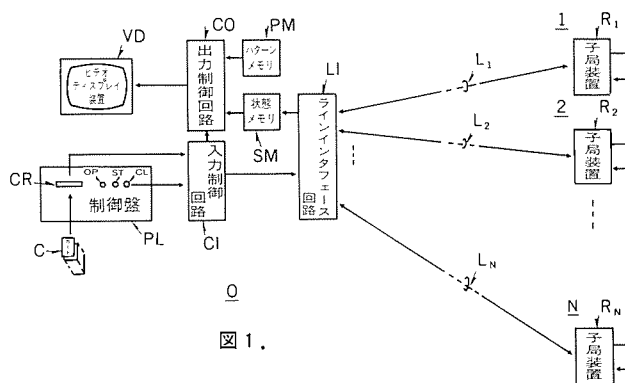 CO
PM
VD
出力制御回路
パターンメモリ
LI
1
R1
子局装置
L1
ビデオディスプレイ装置
状態メモリ
ラインインタフェース回路
2
R2
子局装置
L2
SM
CR
OP
ST
CL
制御盤
入力制御回路
C
カード
PL
CI
0
LN
N
RN
子局装置
図1.